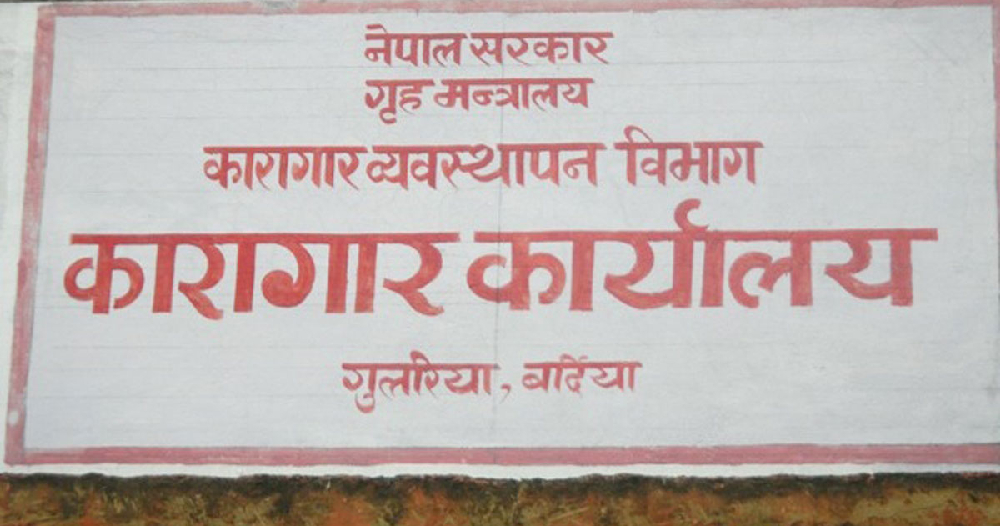 नेपाल सरकार
गृह मन्त्रालय
कारागार व्यवस्थापन विभाग
कारागार कार्यालय
गुलरिया, बर्दिया